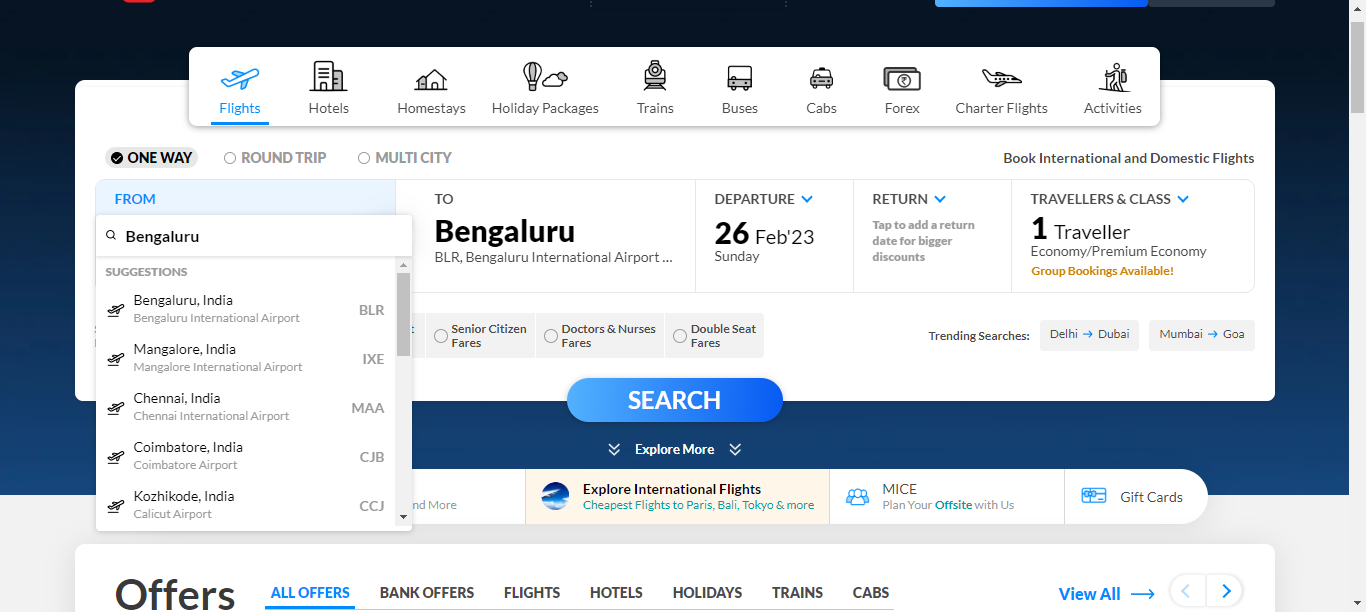 Flights
Hotels
Homestays
Holiday Packages
Trains
Buses
Cabs
Forex
Charter Flights
Activities
ONE WAY
ROUND TRIP
MULTI CITY
Book International and Domestic Flights
FROM
Bengaluru
SUGGESTIONS
Bengaluru, India
Bengaluru International Airport
BLR
Mangalore, India
Mangalore International Airport
IXE
Chennai, India
Chennai International Airport
MAA
Coimbatore, India
Coimbatore Airport
CJB
Kozhikode, India
Calicut Airport
CCJ
TO
Bengaluru
BLR, Bengaluru International Airport ...
DEPARTURE
26 Feb'23
Sunday
RETURN
Tap to add a return
date for bigger
discounts
TRAVELLERS & CLASS
1 Traveller
Economy/Premium Economy
Group Bookings Available!
Senior Citizen
Fares
Doctors & Nurses
Fares
Double Seat
Fares
Trending Searches:
Delhi → Dubai
Mumbai → Goa
SEARCH
Explore More
nd More
Explore International Flights
Cheapest Flights to Paris, Bali, Tokyo & more
MICE
Plan Your Offsite with Us
Gift Cards
Offers
ALL OFFERS
BANK OFFERS
FLIGHTS
HOTELS
HOLIDAYS
TRAINS
CABS
View All